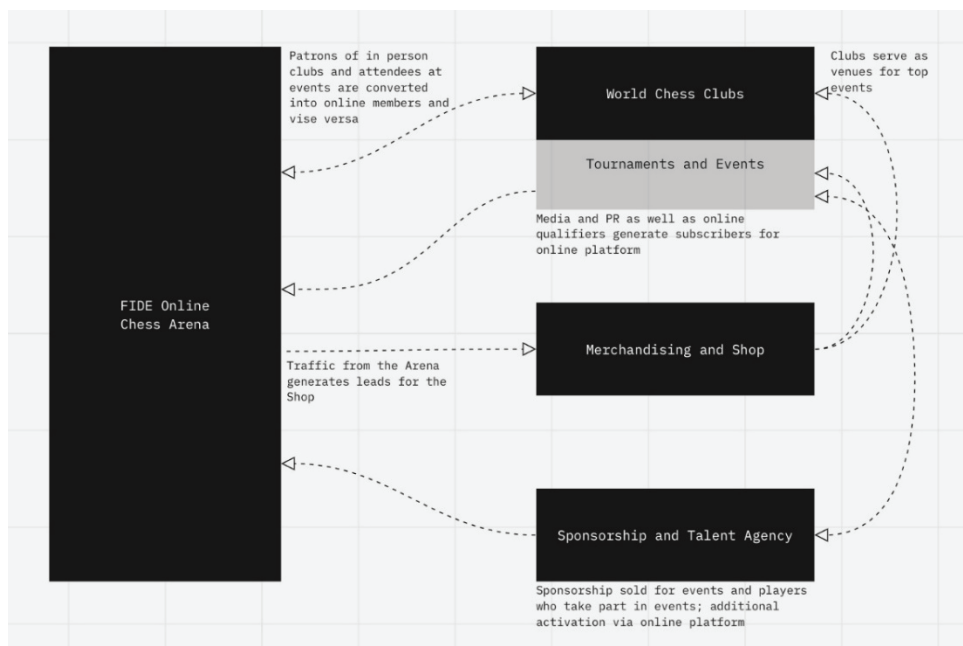 Patrons of in person
clubs and attendees at
events are converted
into online members and
vise versa
World Chess Clubs
Clubs serve as
venues for top
events
Tournaments and Events
Media and PR as well as online
qualifiers generate subscribers for
online platform
FIDE Online
Chess Arena
Merchandising and Shop
Traffic from the Arena
generates leads for the
Shop
Sponsorship and Talent Agency
Sponsorship sold for events and players
who take part in events; additional
activation via online platform